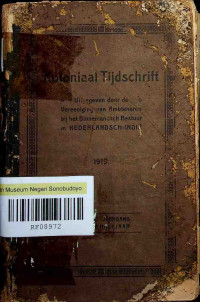 Koloniaal Tijdschrift
Uitgegeven door de
Vereeniging van Ambtenaren
bij het Binnenlandsch Bestuur
in NEDERLANDSCH-INDIË
1912.
n Museum Negeri Sonobudoyo
JAARGANG
RF08972